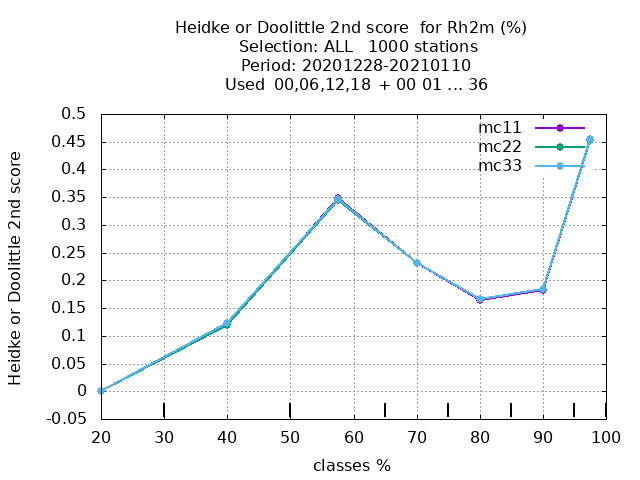 Heidke or Doolittle 2nd score  for Rh2m (%)
Selection: ALL   1000 stations
Period: 20201228-20210110
Used  00,06,12,18  + 00 01 ... 36
Heidke or Doolittle 2nd score
0.5
0.45
0.4
0.35
0.3
0.25
0.2
0.15
0.1
0.05
0
-0.05
mc11
mc22
mc33
20 30 40 50 60 70 80 90 100
classes %